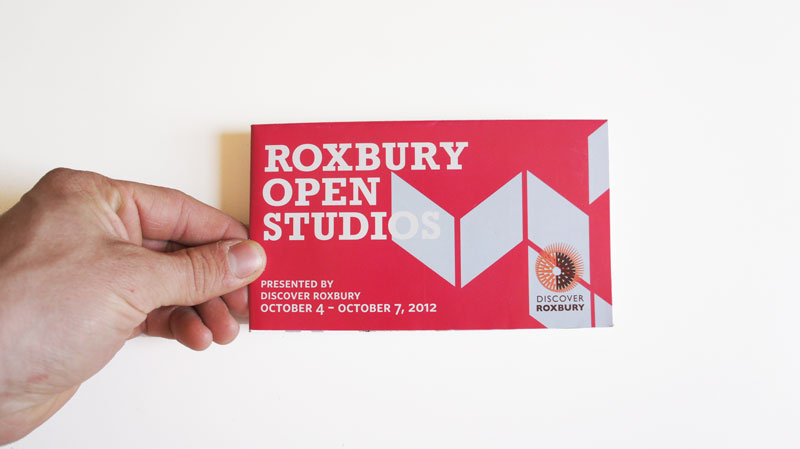 ROXBURY
OPEN
STUDIOS
PRESENTED BY
DISCOVER ROXBURY
OCTOBER 4 – OCTOBER 7, 2012
DISCOVER
ROXBURY